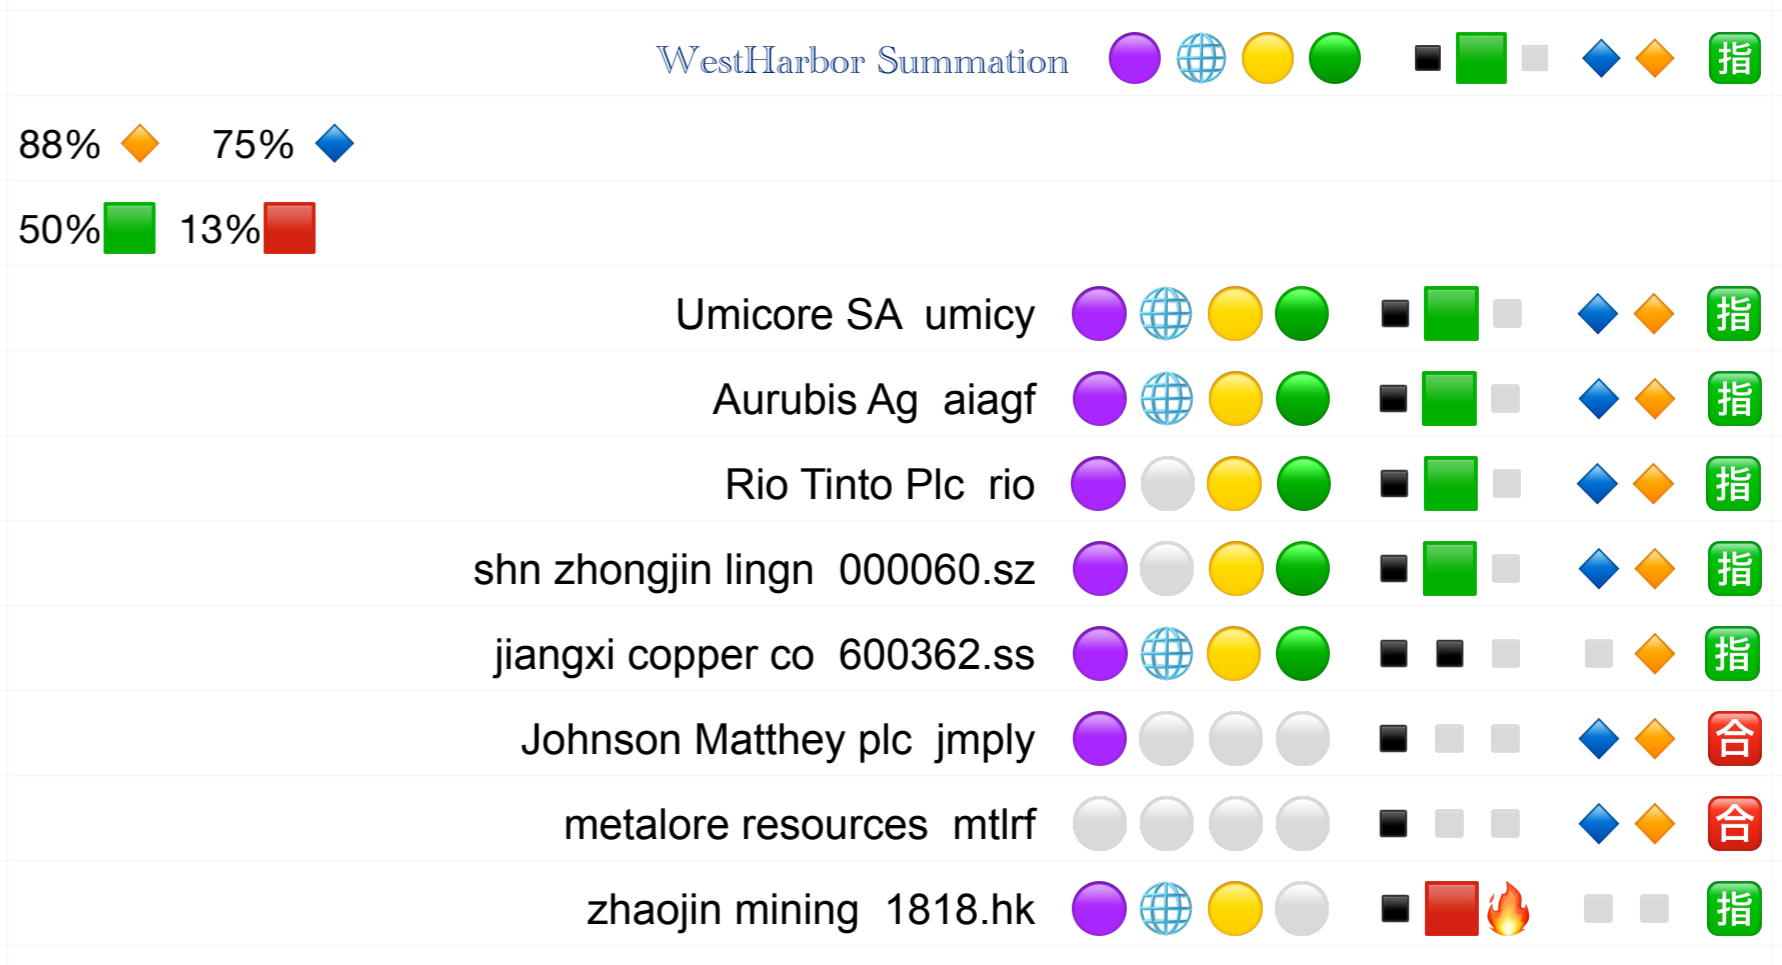 WestHarbor Summation 🟣 🌐 🟡 🟢 ▪️ 🟩 ◽ 🔹 🔸 指
88% 🔸 75% 🔹
50% 🟩 13% 🟥
Umicore SA umicy 🟣 🌐 🟡 🟢 ▪️ 🟩 ◽ 🔹 🔸 指
Aurubis Ag aiagf 🟣 🌐 🟡 🟢 ▪️ 🟩 ◽ 🔹 🔸 指
Rio Tinto Plc rio 🟣 ⚪ 🟡 🟢 ▪️ 🟩 ◽ 🔹 🔸 指
shn zhongjin lingn 000060.sz 🟣 ⚪ 🟡 🟢 ▪️ 🟩 ◽ 🔹 🔸 指
jiangxi copper co 600362.ss 🟣 🌐 🟡 🟢 ▪️ ▪️ ◽ ◽ 🔸 指
Johnson Matthey plc jmply 🟣 ⚪ ⚪ ⚪ ▪️ ◽ ◽ 🔹 🔸 合
metalore resources mtlrf ⚪ ⚪ ⚪ ⚪ ▪️ ◽ ◽ 🔹 🔸 合
zhaojin mining 1818.hk 🟣 🌐 🟡 ⚪ ▪️ 🟥 🔥 ◽ ◽ 指